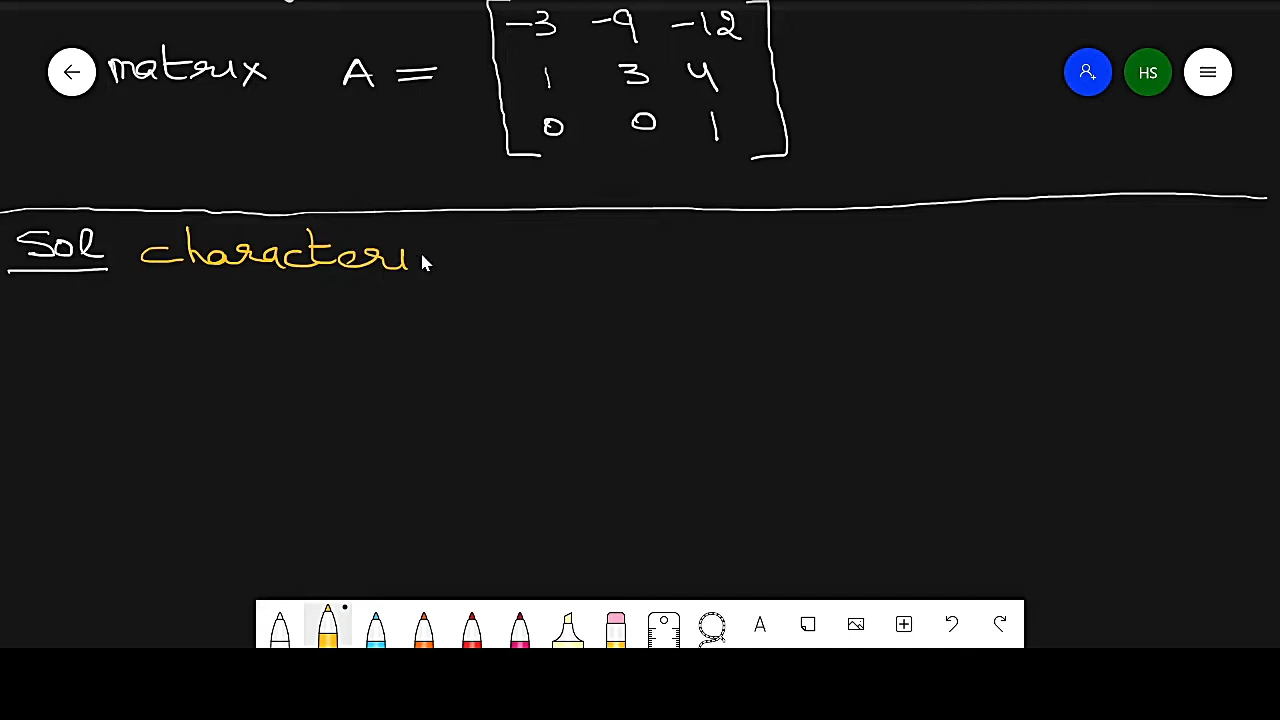 -3 -9 -12
matrix A = 1 3 4
0 0 1
HS
Sol characteri
A